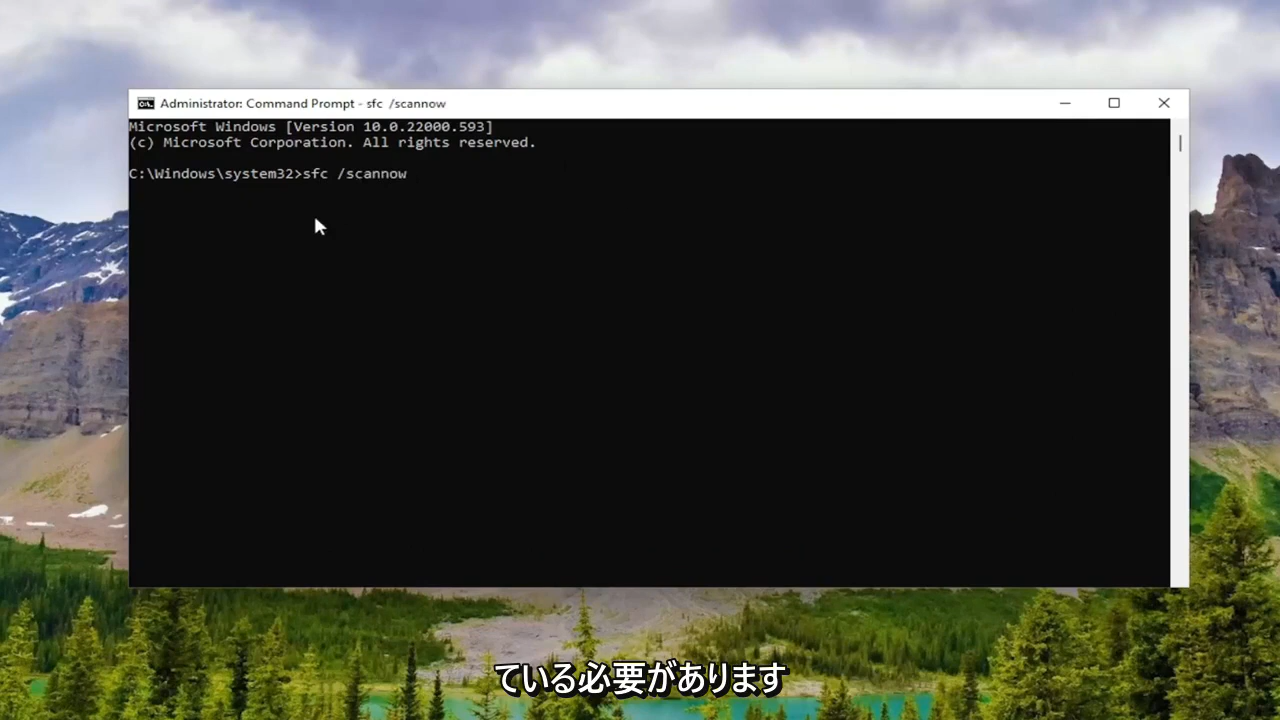 Administrator: Command Prompt - sfc /scannow
Microsoft Windows [Version 10.0.22000.593]
(c) Microsoft Corporation. All rights reserved.
C:\Windows\system32>sfc /scannow
ている必要があります